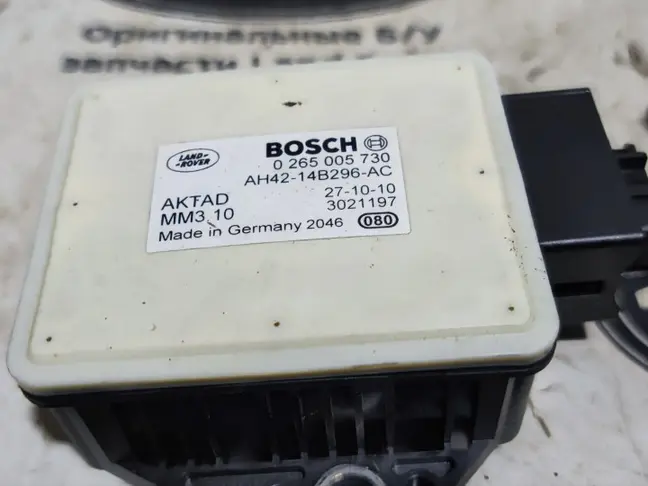 Оригинальные Б/У
запчасти Land
LAND-
ROVER
BOSCH
0 265 005 730
AH42-14B296-AC
AKTAD 27-10-10
MM3.10 3021197
Made in Germany 2046 080